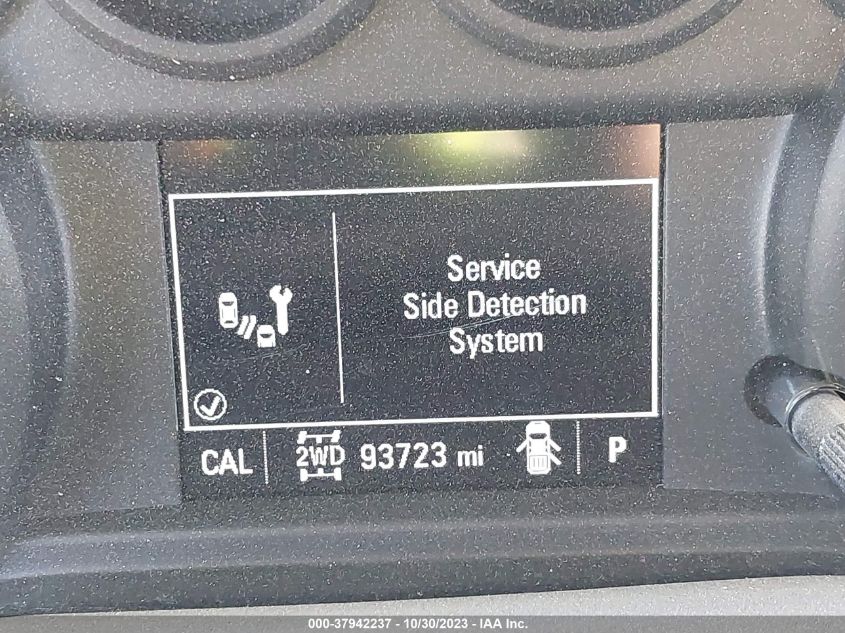 Service
Side Detection
System
CAL 2WD 93723 mi P
000-37942237 - 10/30/2023 - IAA Inc.